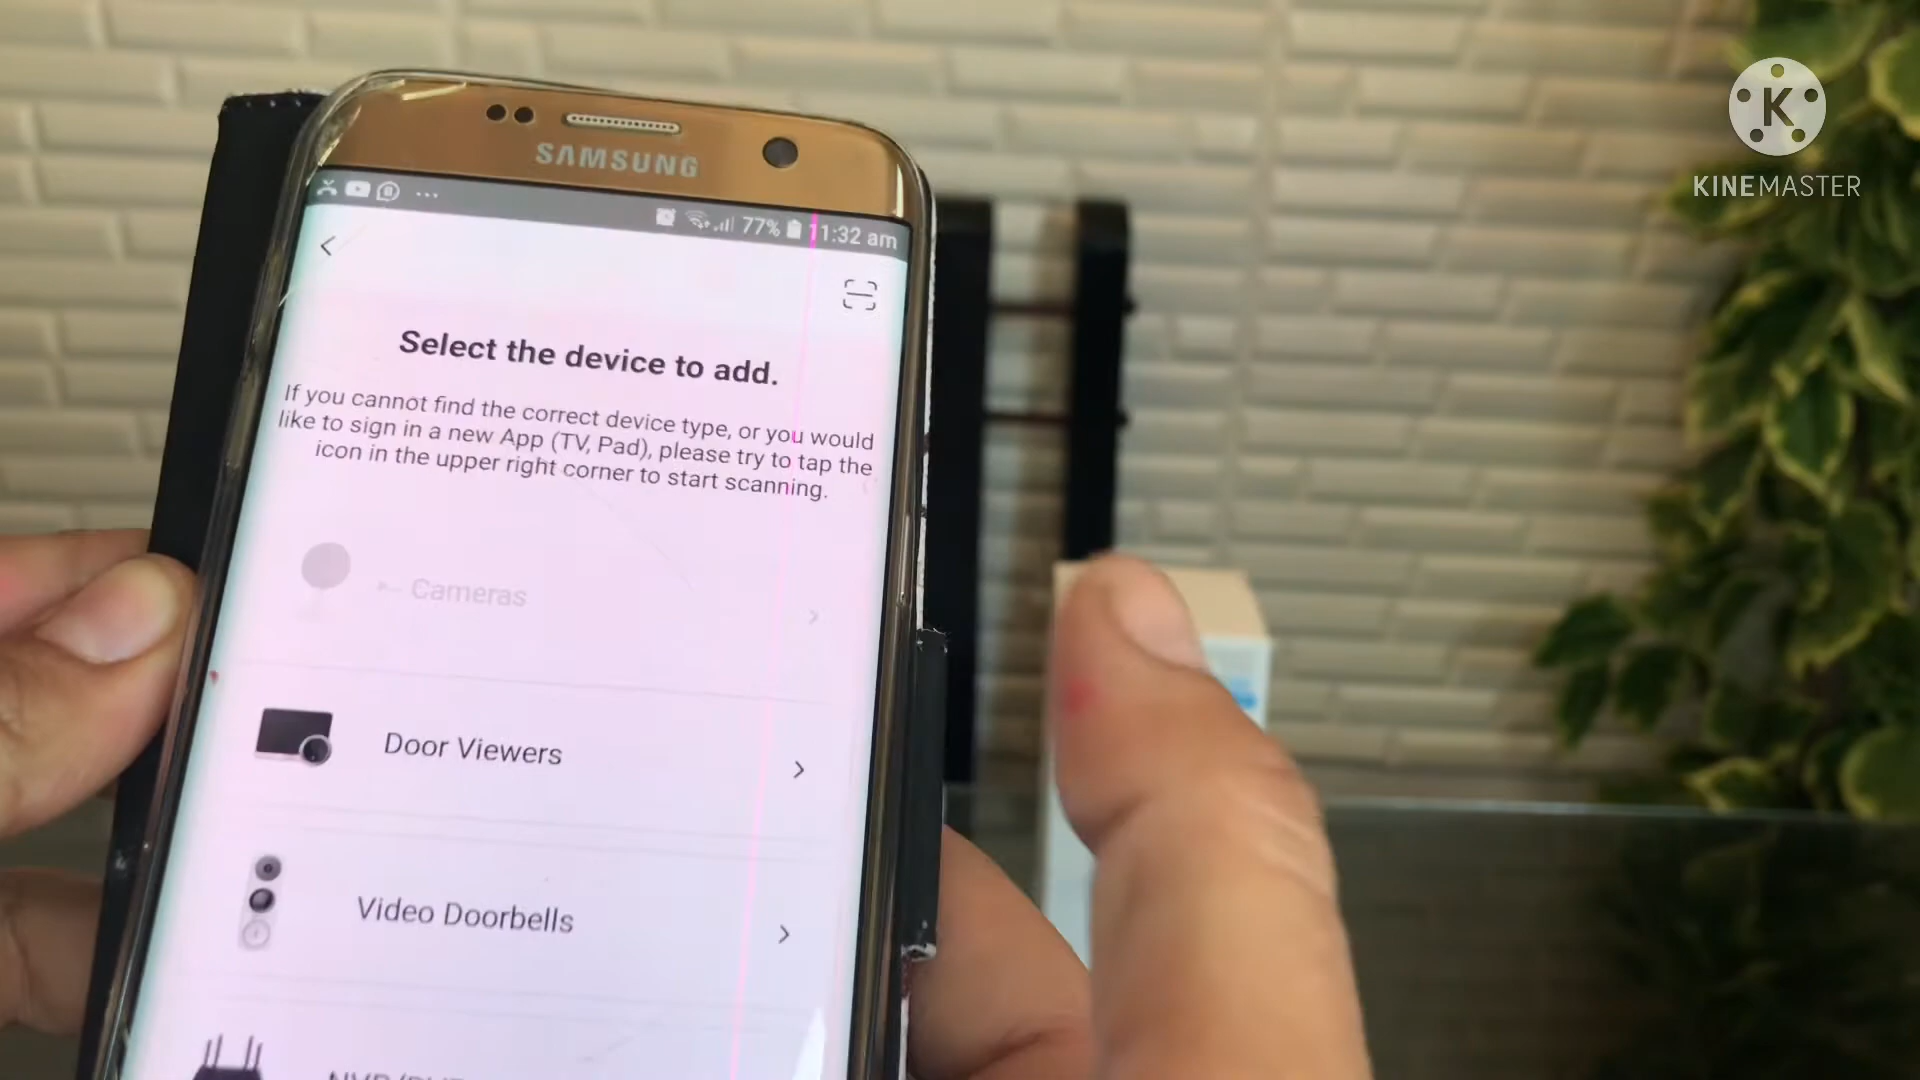 SAMSUNG
77% 11:32 am
Select the device to add.
If you cannot find the correct device type, or you would
like to sign in a new App (TV, Pad), please try to tap the
icon in the upper right corner to start scanning.
Cameras
Door Viewers
Video Doorbells
K
KINEMASTER